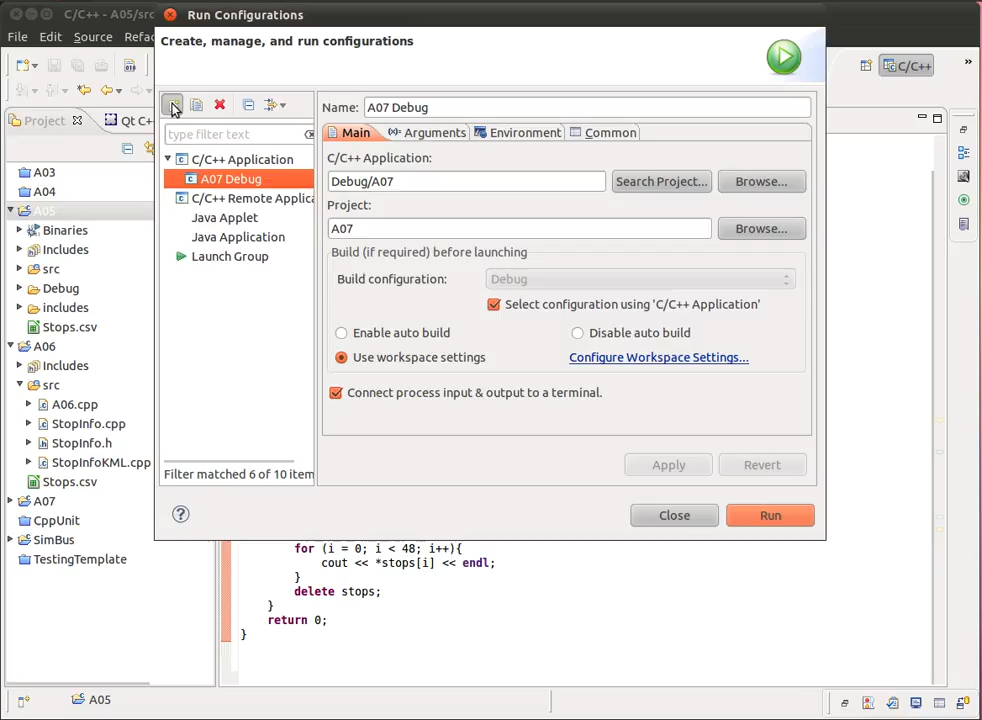 C/C++ - A05/src
Run Configurations
File Edit Source Refac
Create, manage, and run configurations
C/C++
»
Project
Qt C+
Name: A07 Debug
type filter text
Main
Arguments
Environment
Common
C/C++ Application
C/C++ Application:
A07 Debug
Debug/A07
Search Project...
Browse...
C/C++ Remote Applica
Project:
Java Applet
A07
Browse...
Java Application
Launch Group
Build (if required) before launching
Build configuration:
Debug
Select configuration using 'C/C++ Application'
Enable auto build
Disable auto build
Use workspace settings
Configure Workspace Settings...
Connect process input & output to a terminal.
Filter matched 6 of 10 item
Apply
Revert
Close
Run
A03
A04
A05
Binaries
Includes
src
Debug
includes
Stops.csv
A06
Includes
src
A06.cpp
StopInfo.cpp
StopInfo.h
StopInfoKML.cpp
Stops.csv
A07
CppUnit
SimBus
TestingTemplate
for (i = 0; i < 48; i++){
cout << *stops[i] << endl;
}
delete stops;
}
return 0;
}
A05